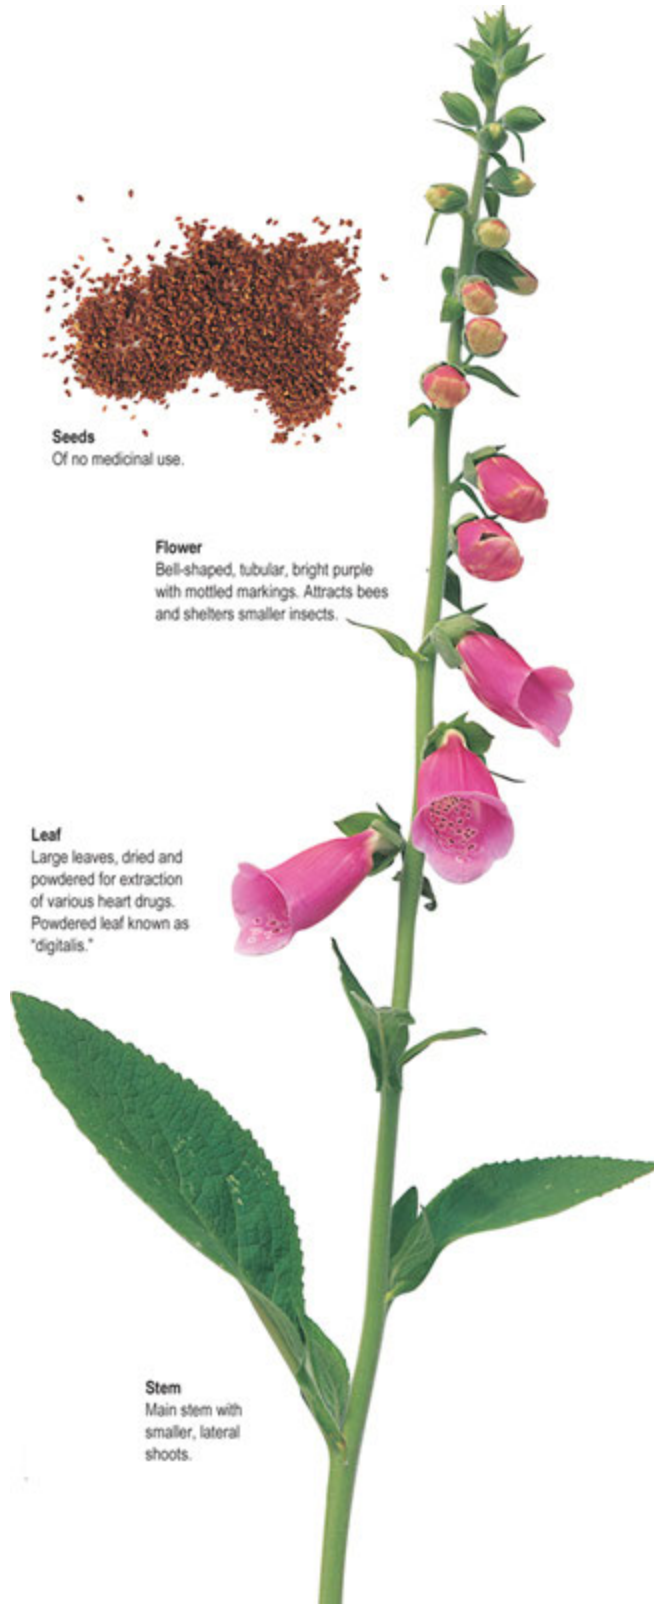 Seeds
Of no medicinal use.
Flower
Bell-shaped, tubular, bright purple
with mottled markings. Attracts bees
and shelters smaller insects.
Leaf
Large leaves, dried and
powdered for extraction
of various heart drugs.
Powdered leaf known as
"digitalis."
Stem
Main stem with
smaller, lateral
shoots.